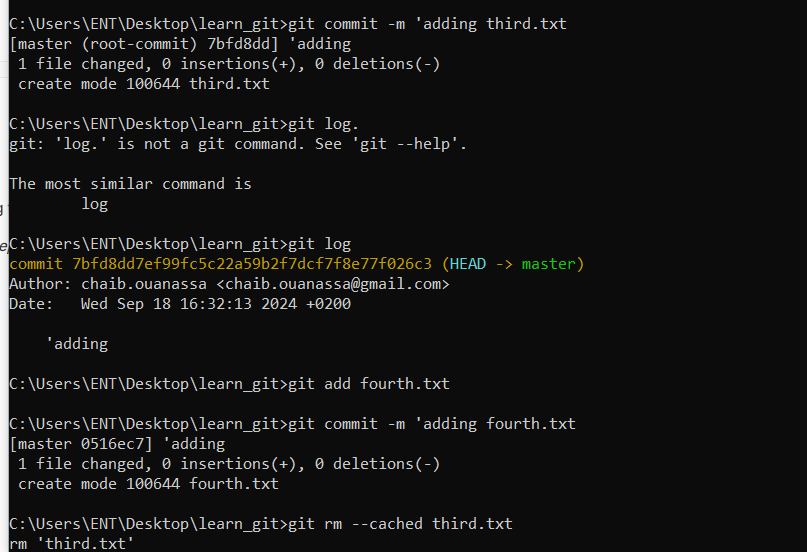 C:\Users\ENT\Desktop\learn_git>git commit -m 'adding third.txt
[master (root-commit) 7bfd8dd] 'adding
 1 file changed, 0 insertions(+), 0 deletions(-)
 create mode 100644 third.txt
C:\Users\ENT\Desktop\learn_git>git log.
git: 'log.' is not a git command. See 'git --help'.
The most similar command is
        log
C:\Users\ENT\Desktop\learn_git>git log
commit 7bfd8dd7ef99fc5c22a59b2f7dcf7f8e77f026c3 (HEAD -> master)
Author: chaib.ouanassa <chaib.ouanassa@gmail.com>
Date:   Wed Sep 18 16:32:13 2024 +0200
    'adding
C:\Users\ENT\Desktop\learn_git>git add fourth.txt
C:\Users\ENT\Desktop\learn_git>git commit -m 'adding fourth.txt
[master 0516ec7] 'adding
 1 file changed, 0 insertions(+), 0 deletions(-)
 create mode 100644 fourth.txt
C:\Users\ENT\Desktop\learn_git>git rm --cached third.txt
rm 'third.txt'